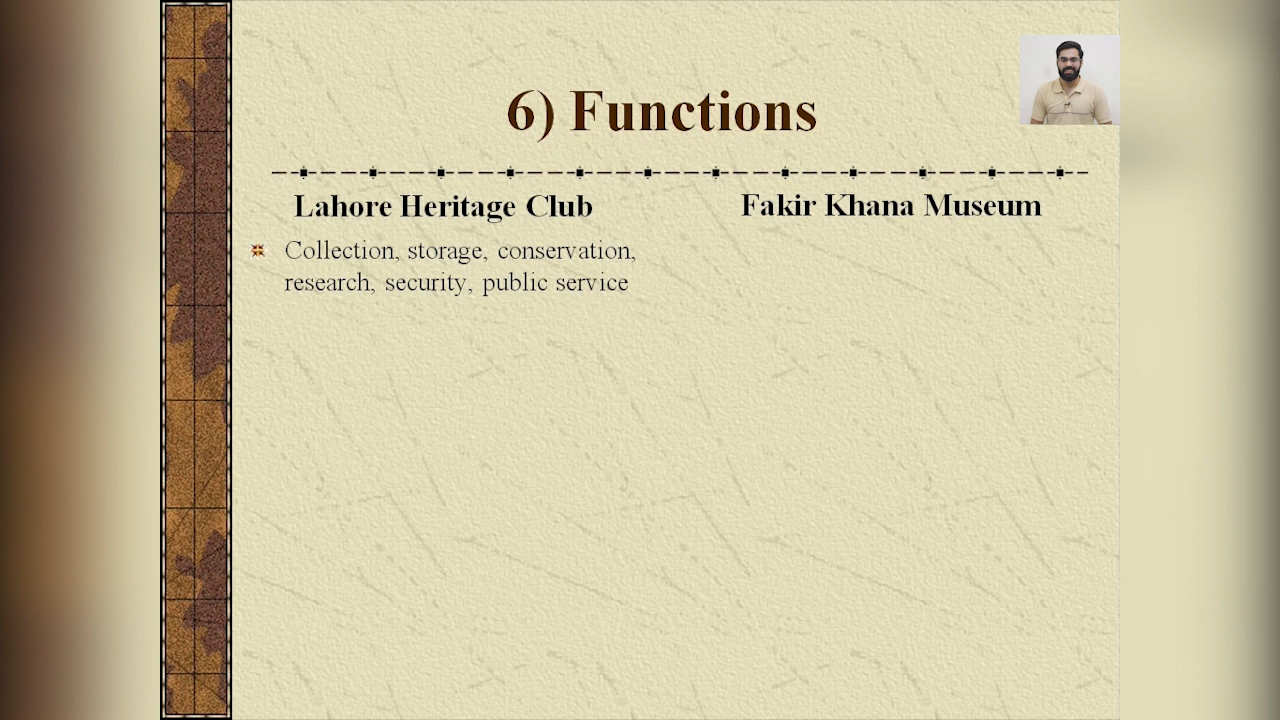 6) Functions
Lahore Heritage Club
Fakir Khana Museum
Collection, storage, conservation,
research, security, public service